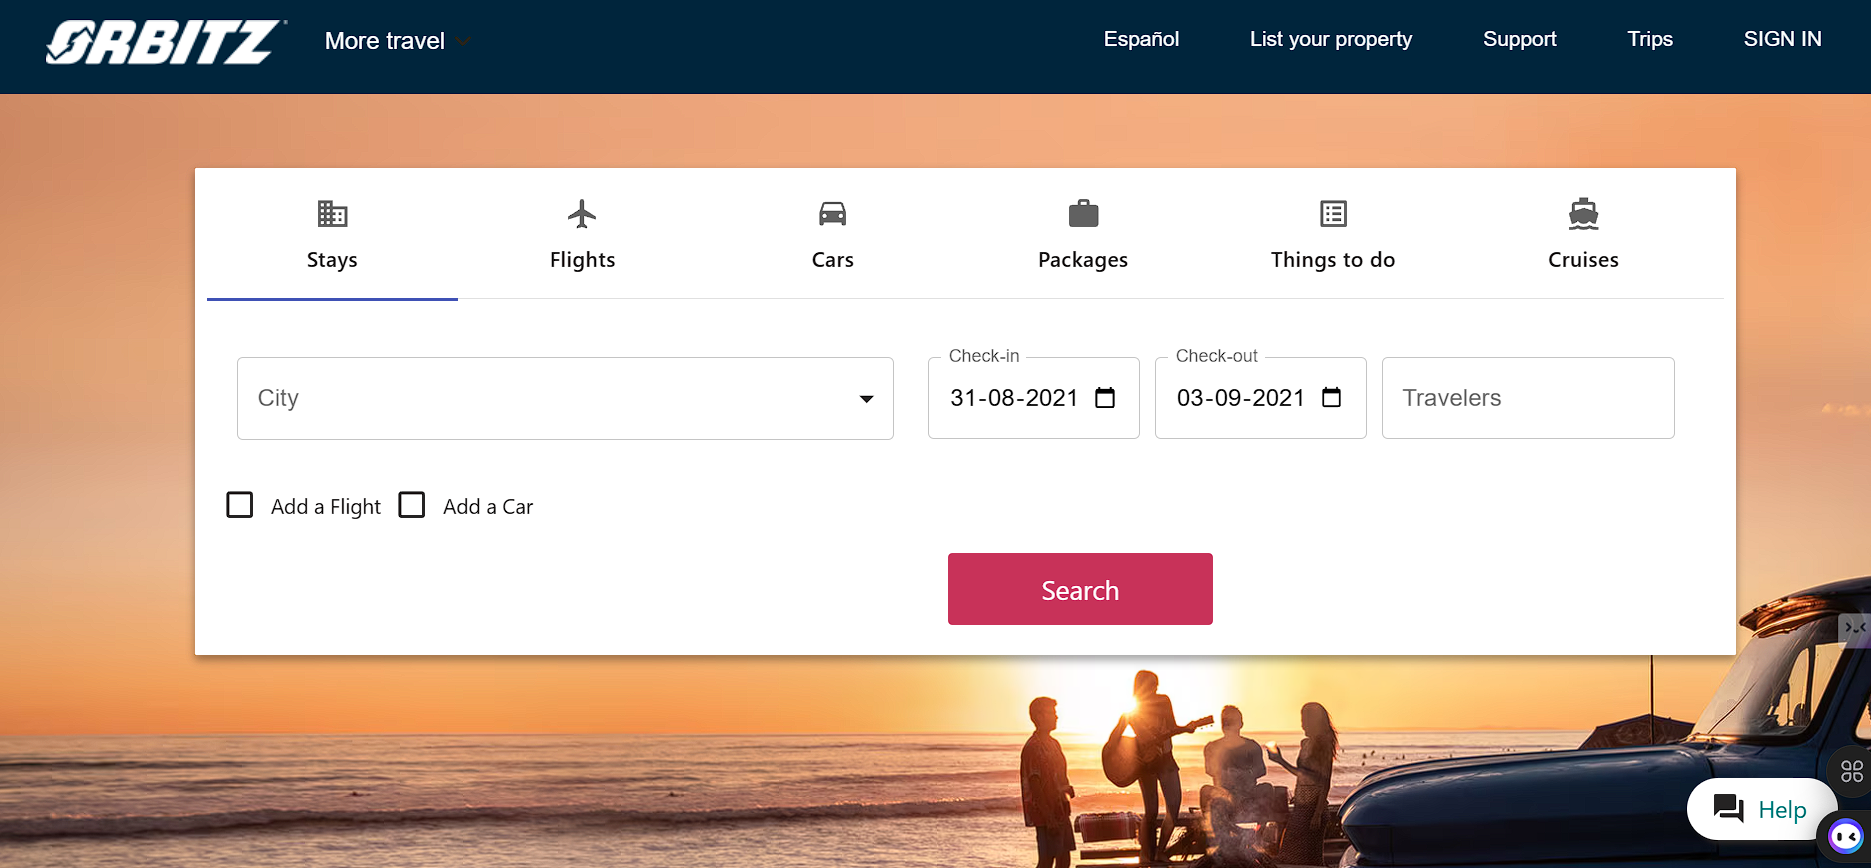 ORBITZ
More travel
Español
List your property
Support
Trips
SIGN IN
Stays
Flights
Cars
Packages
Things to do
Cruises
City
Check-in
31-08-2021
Check-out
03-09-2021
Travelers
Add a Flight
Add a Car
Search
Help